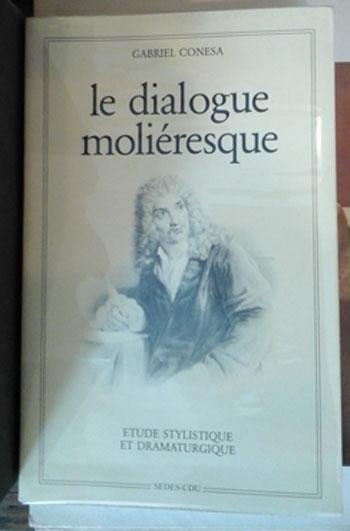 GABRIEL CONESA
le dialogue
moliéresque
ETUDE STYLISTIQUE
ET DRAMATURGIQUE
SEDES-CDU